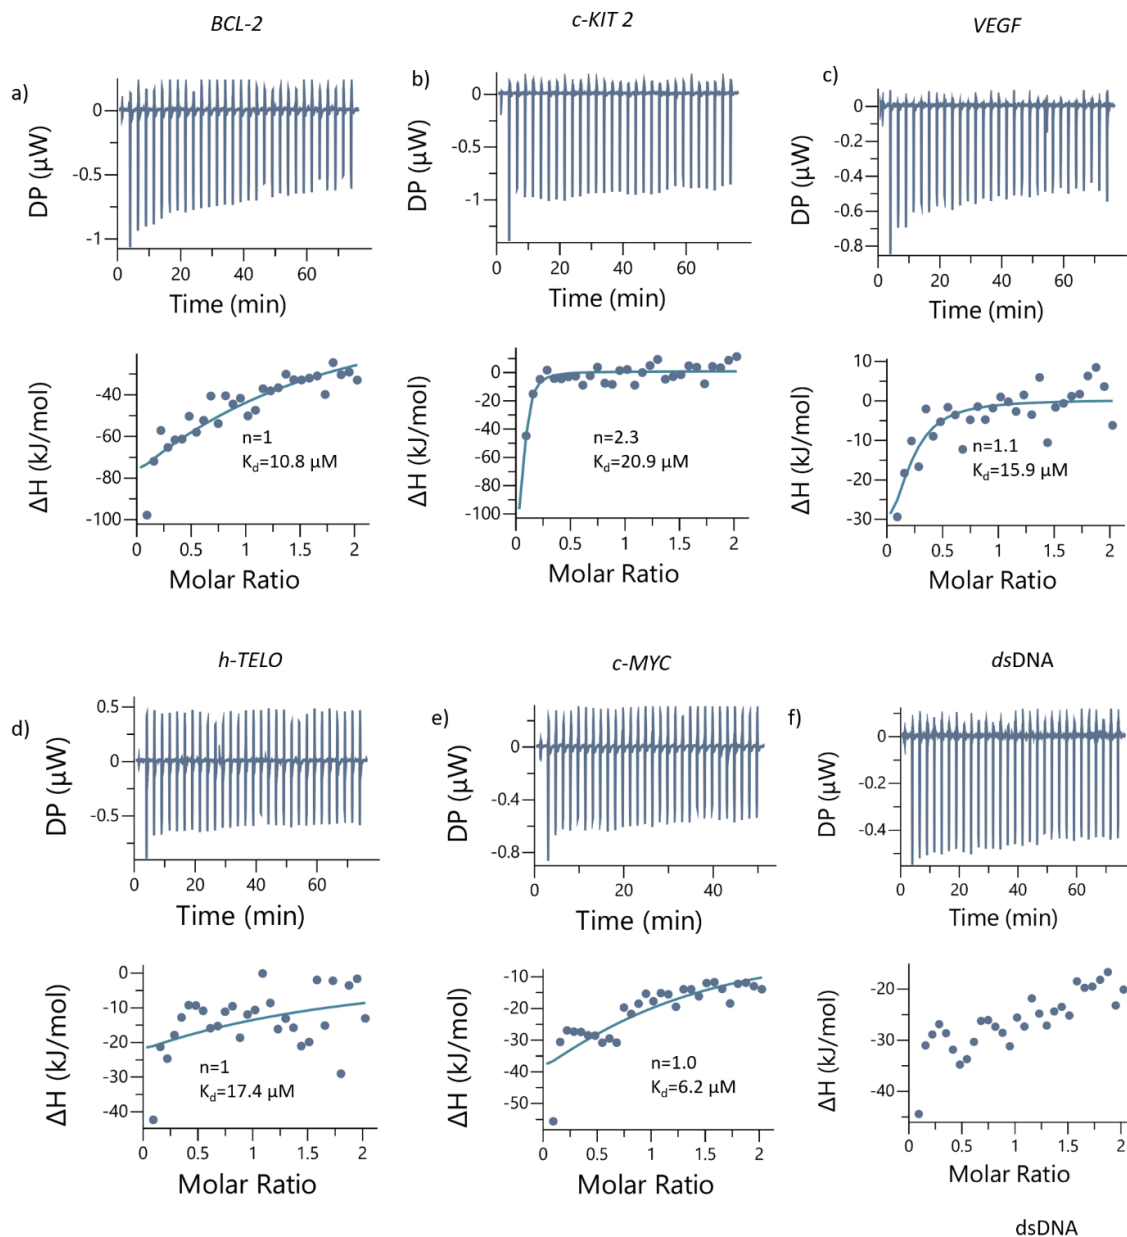 BCL-2
c-KIT 2
VEGF
a)
0
-0.5
-1
DP (µW)
0 20 40 60
Time (min)
b)
0
-0.5
-1
DP (µW)
0 20 40 60
Time (min)
c)
0
-0.2
-0.4
-0.6
-0.8
DP (µW)
0 20 40 60
Time (min)
-40
-60
-80
-100
ΔH (kJ/mol)
n=1
Kd=10.8 µM
0 0.5 1 1.5 2
Molar Ratio
0
-20
-40
-60
-80
-100
ΔH (kJ/mol)
n=2.3
Kd=20.9 µM
0 0.5 1 1.5 2
Molar Ratio
10
0
-10
-20
-30
ΔH (kJ/mol)
n=1.1
Kd=15.9 µM
0 0.5 1 1.5 2
Molar Ratio
h-TELO
c-MYC
dsDNA
d)
0.5
0
-0.5
DP (µW)
0 20 40 60
Time (min)
e)
0
-0.4
-0.8
DP (µW)
0 20 40
Time (min)
f)
0
-0.2
-0.4
DP (µW)
0 20 40 60
Time (min)
0
-10
-20
-30
-40
ΔH (kJ/mol)
n=1
Kd=17.4 µM
0 0.5 1 1.5 2
Molar Ratio
-10
-20
-30
-40
-50
ΔH (kJ/mol)
n=1.0
Kd=6.2 µM
0 0.5 1 1.5 2
Molar Ratio
-20
-30
-40
ΔH (kJ/mol)
0 0.5 1 1.5 2
Molar Ratio
dsDNA